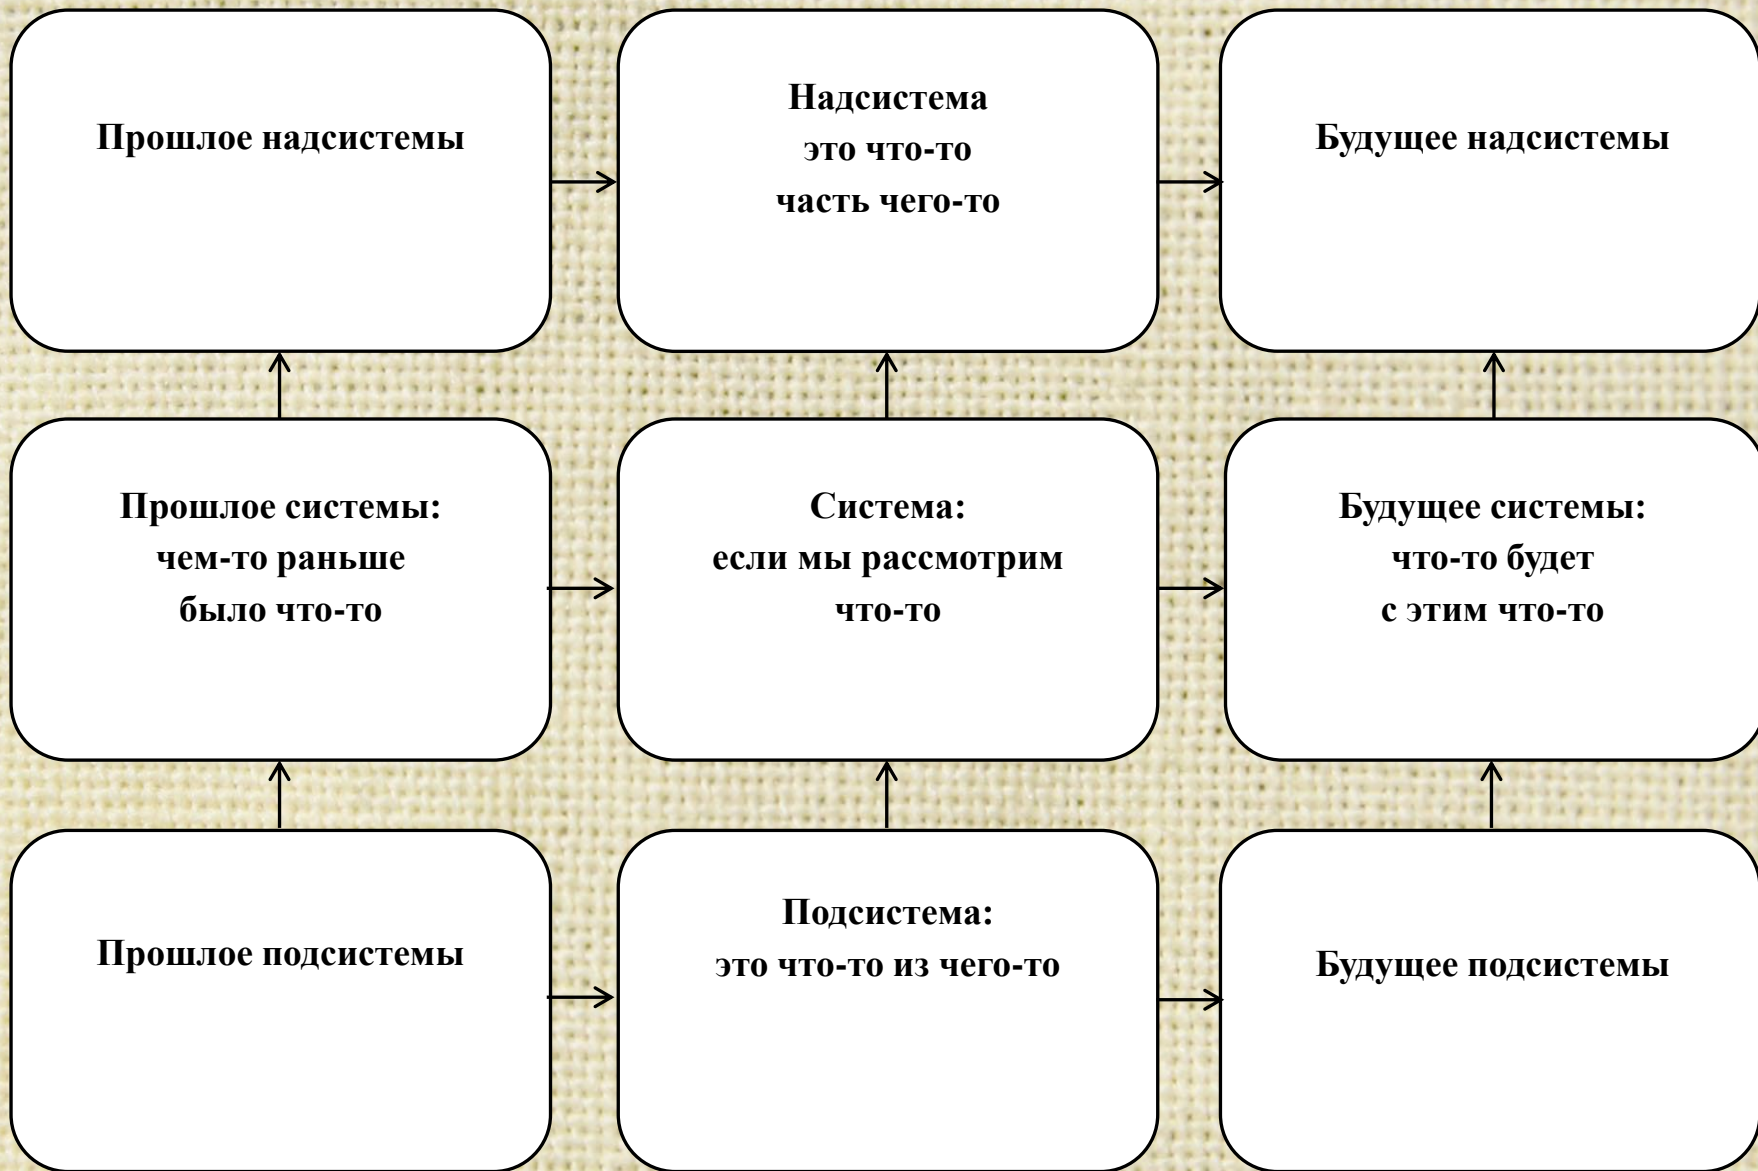 Прошлое надсистемы
Надсистема
это что-то
часть чего-то
Будущее надсистемы
Прошлое системы:
чем-то раньше
было что-то
Система:
если мы рассмотрим
что-то
Будущее системы:
что-то будет
с этим что-то
Прошлое подсистемы
Подсистема:
это что-то из чего-то
Будущее подсистемы